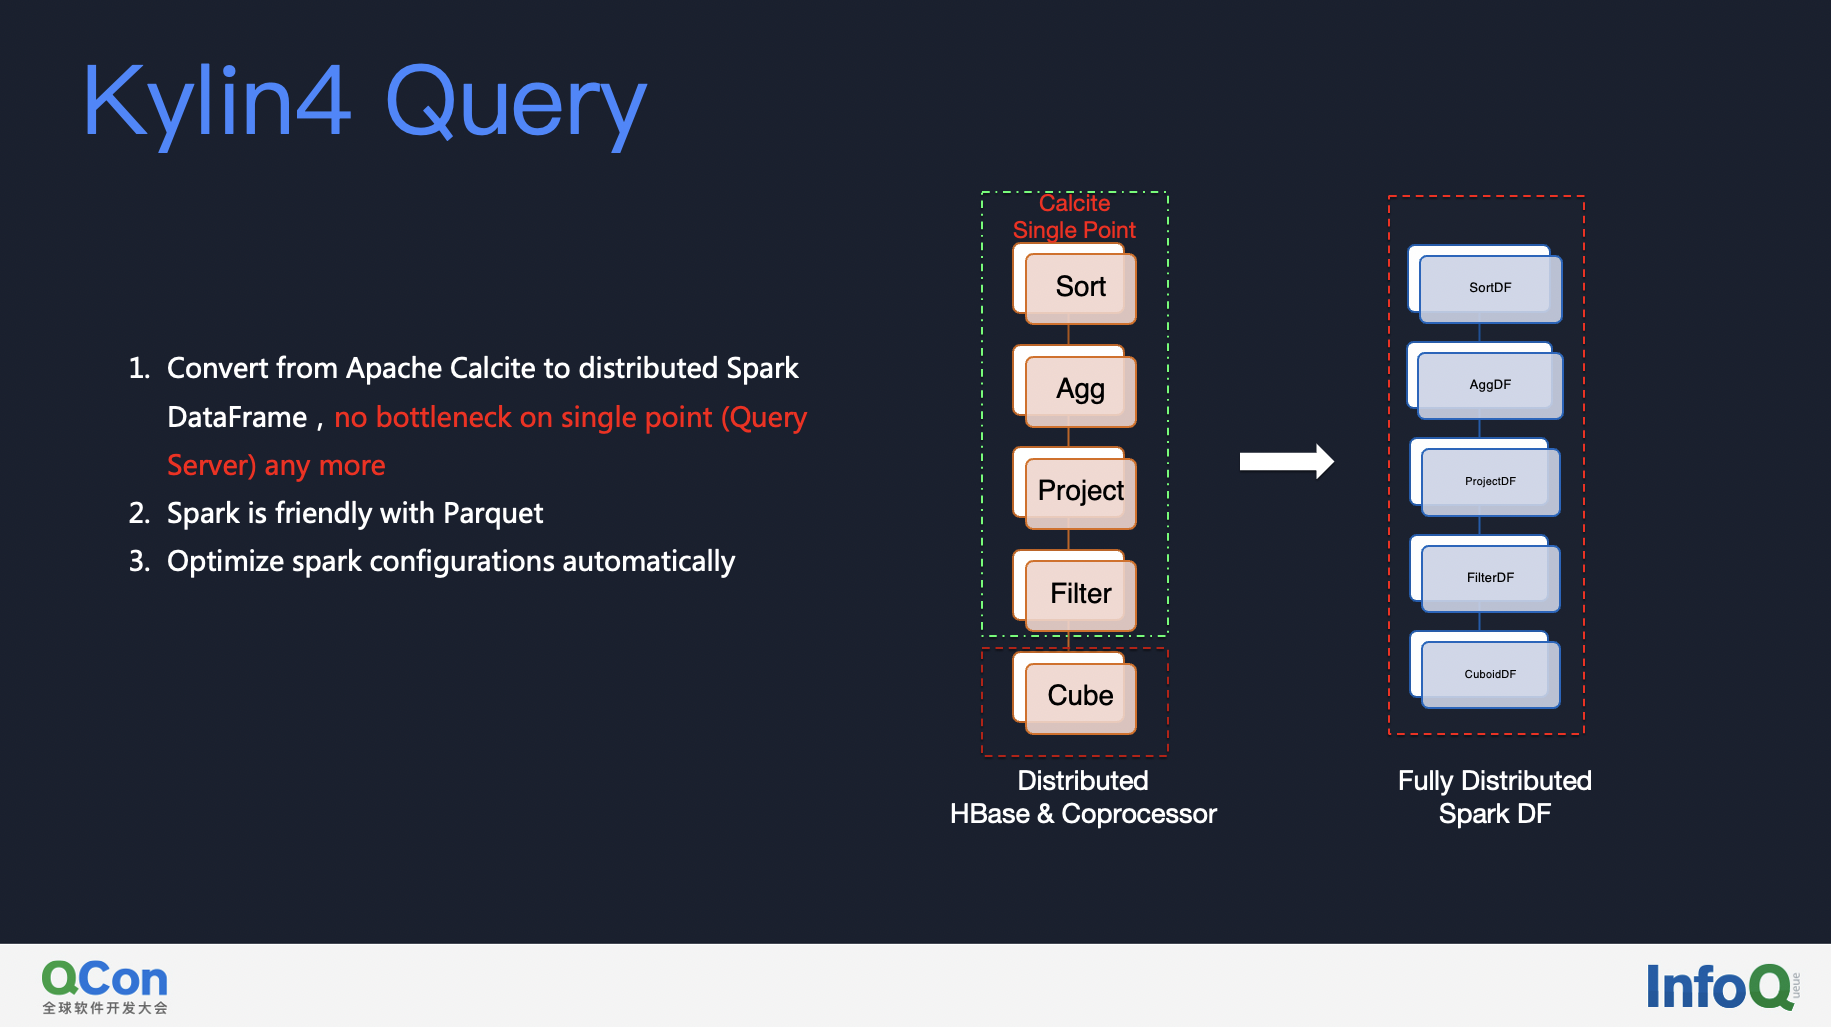 Kylin4 Query
1. Convert from Apache Calcite to distributed Spark
DataFrame , no bottleneck on single point (Query
Server) any more
2. Spark is friendly with Parquet
3. Optimize spark configurations automatically
Calcite
Single Point
Sort
Agg
Project
Filter
Cube
Distributed
HBase & Coprocessor
SortDF
AggDF
ProjectDF
FilterDF
CuboidDF
Fully Distributed
Spark DF
QCon
全球软件开发大会
InfoQ
ueue